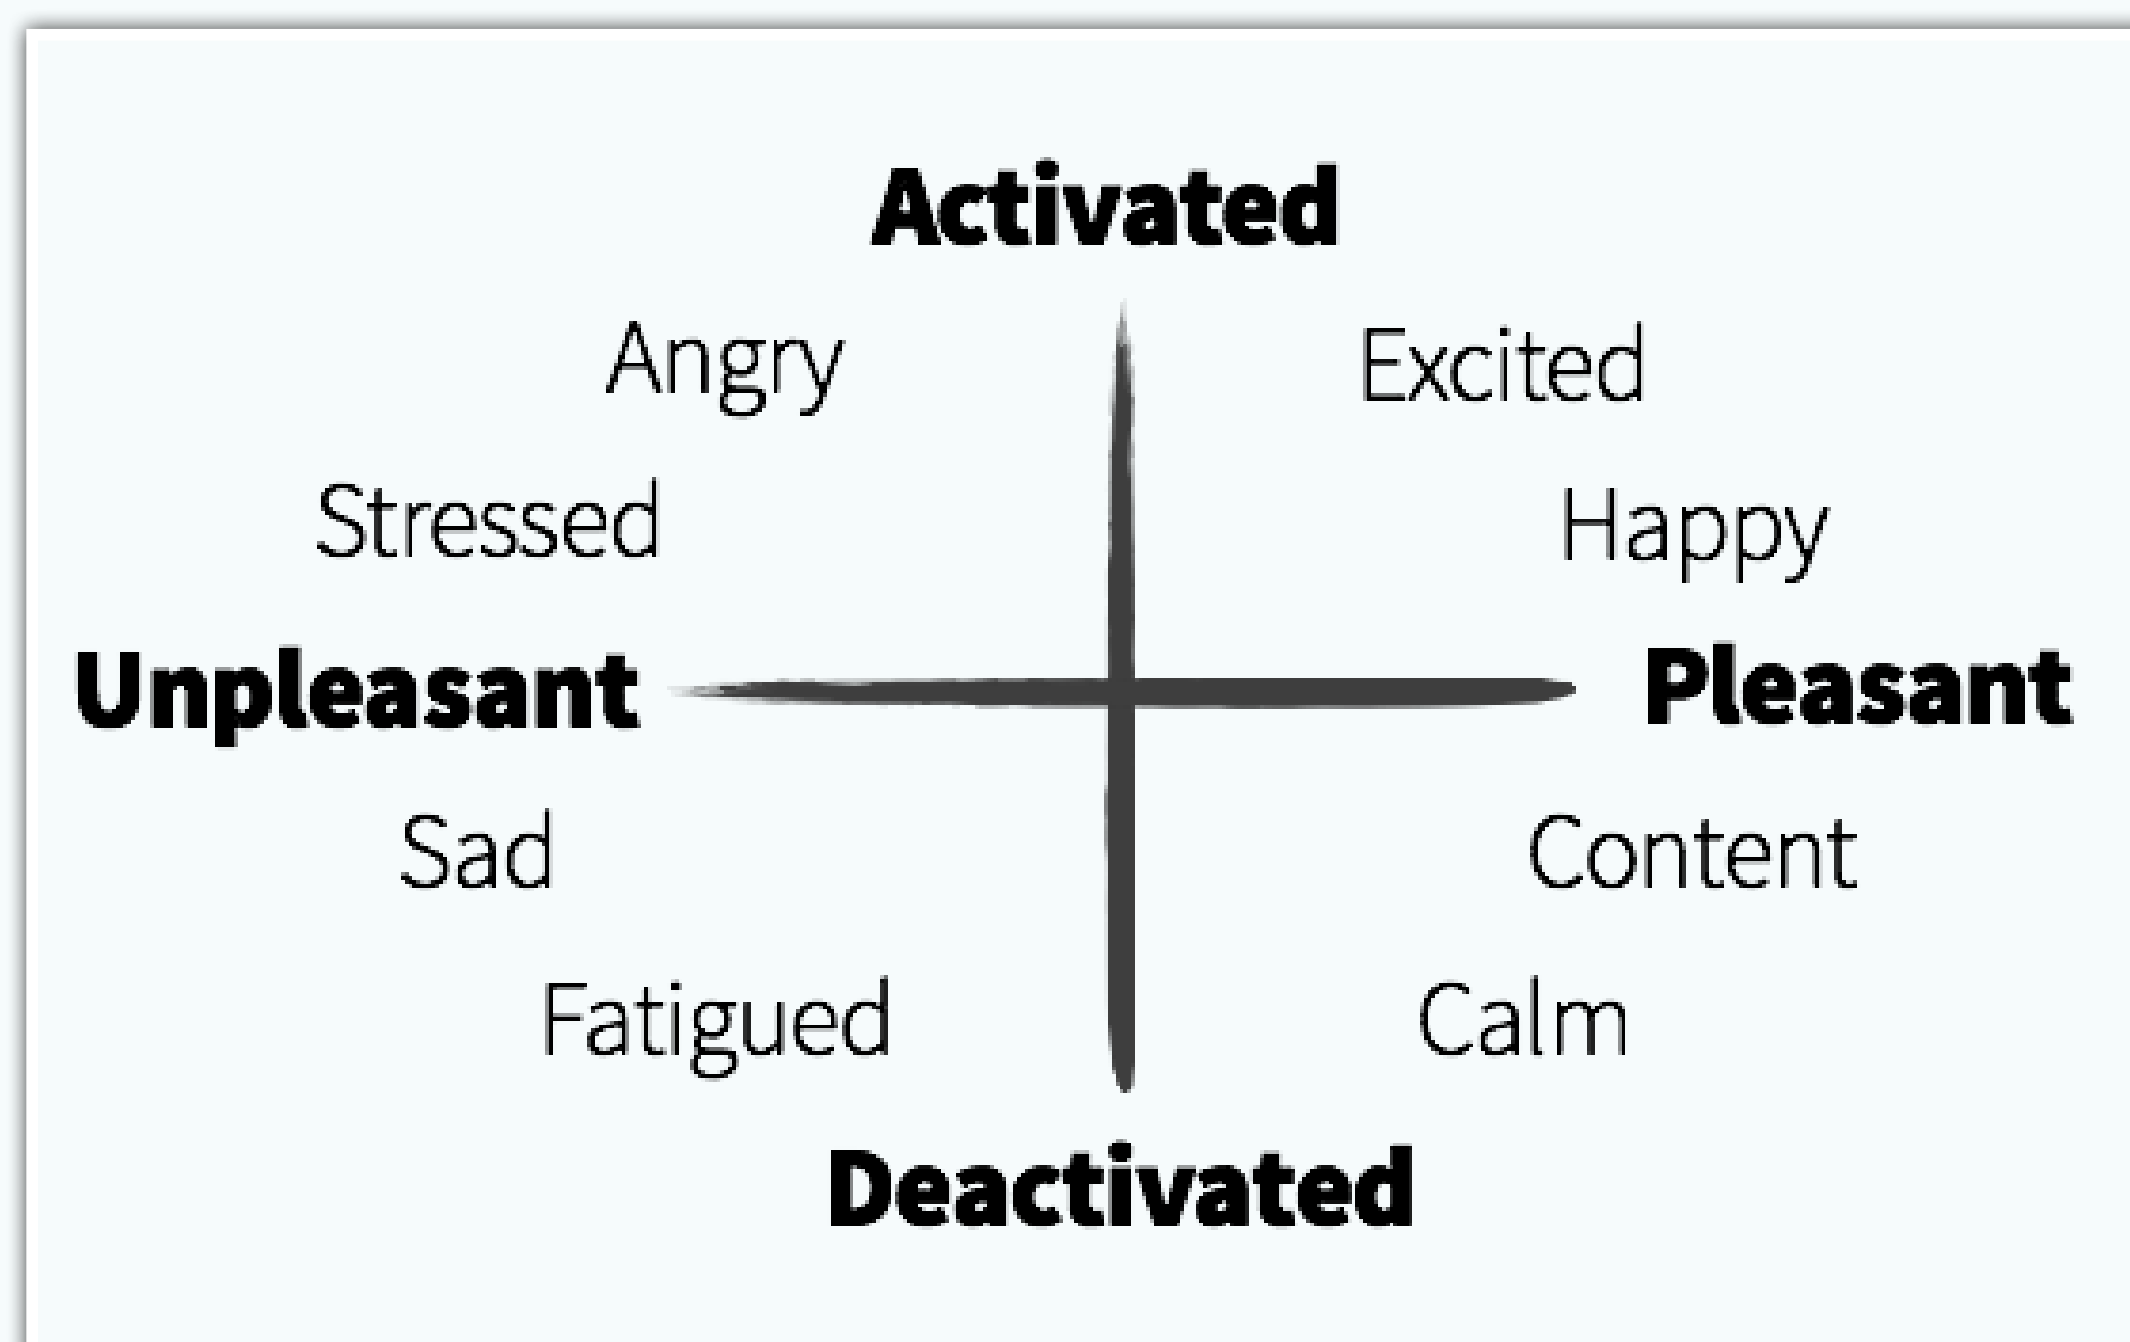 Activated
Angry Excited
Stressed Happy
Unpleasant Pleasant
Sad Content
Fatigued Calm
Deactivated